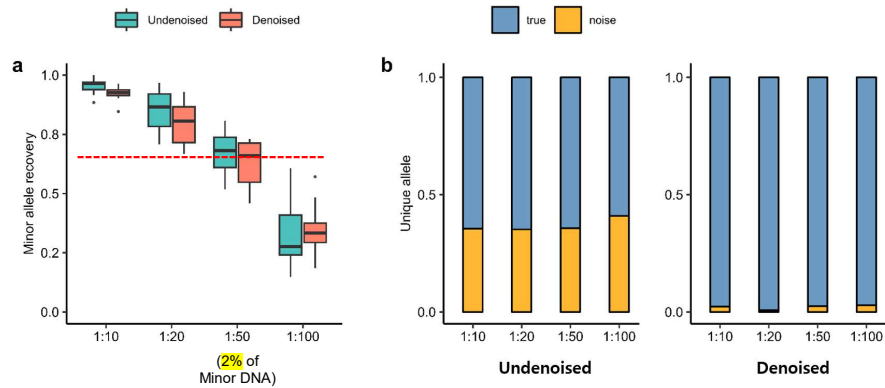 Undenoised Denoised
true noise
a
b
Minor allele recovery
1.0
0.8
0.5
0.2
0.0
1:10 1:20 1:50 1:100
(2% of
Minor DNA)
Unique allele
1.0
0.5
0.0
1:10 1:20 1:50 1:100
Undenoised
1.0
0.5
0.0
1:10 1:20 1:50 1:100
Denoised